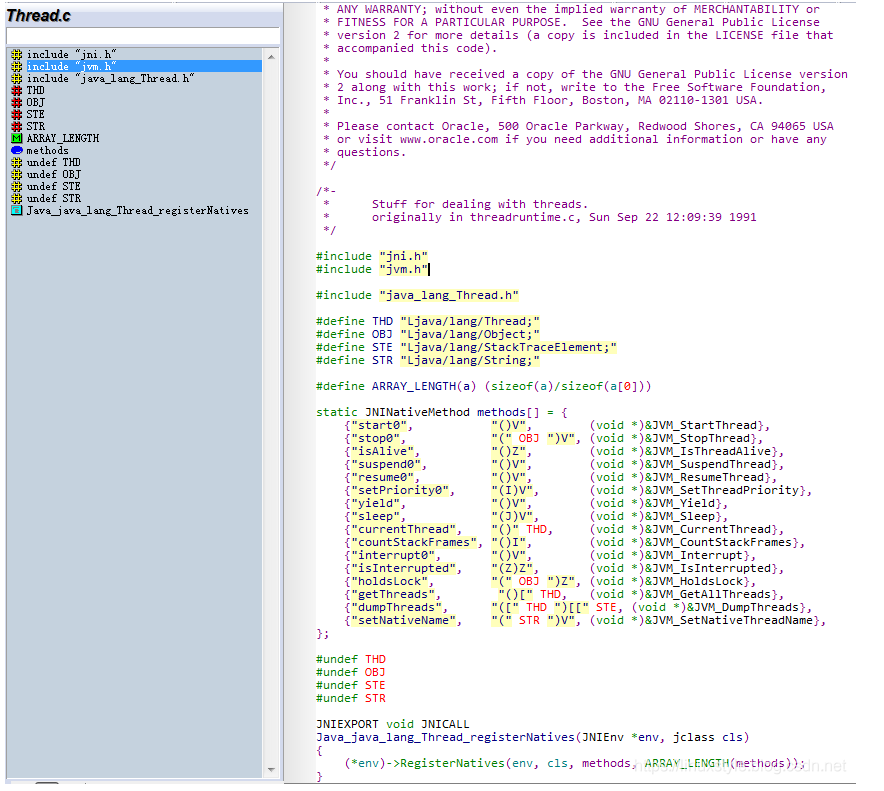 Thread.c
include "jni.h"
include "jvm.h"
include "java_lang_Thread.h"
THD
OBJ
STE
STR
ARRAY_LENGTH
methods
undef THD
undef OBJ
undef STE
undef STR
Java_java_lang_Thread_registerNatives
* ANY WARRANTY; without even the implied warranty of MERCHANTABILITY or
* FITNESS FOR A PARTICULAR PURPOSE.  See the GNU General Public License
* version 2 for more details (a copy is included in the LICENSE file that
* accompanied this code).
*
* You should have received a copy of the GNU General Public License version
* 2 along with this work; if not, write to the Free Software Foundation,
* Inc., 51 Franklin St, Fifth Floor, Boston, MA 02110-1301 USA.
*
* Please contact Oracle, 500 Oracle Parkway, Redwood Shores, CA 94065 USA
* or visit www.oracle.com if you need additional information or have any
* questions.
*/
/*-
*      Stuff for dealing with threads.
*      originally in threadruntime.c, Sun Sep 22 12:09:39 1991
*/
#include "jni.h"
#include "jvm.h"
#include "java_lang_Thread.h"
#define THD "Ljava/lang/Thread;"
#define OBJ "Ljava/lang/Object;"
#define STE "Ljava/lang/StackTraceElement;"
#define STR "Ljava/lang/String;"
#define ARRAY_LENGTH(a) (sizeof(a)/sizeof(a[0]))
static JNINativeMethod methods[] = {
    {"start0",           "()V",        (void *)&JVM_StartThread},
    {"stop0",            "(" OBJ ")V", (void *)&JVM_StopThread},
    {"isAlive",          "()Z",        (void *)&JVM_IsThreadAlive},
    {"suspend0",         "()V",        (void *)&JVM_SuspendThread},
    {"resume0",          "()V",        (void *)&JVM_ResumeThread},
    {"setPriority0",     "(I)V",       (void *)&JVM_SetThreadPriority},
    {"yield",            "()V",        (void *)&JVM_Yield},
    {"sleep",            "(J)V",       (void *)&JVM_Sleep},
    {"currentThread",    "()" THD,     (void *)&JVM_CurrentThread},
    {"countStackFrames", "()I",        (void *)&JVM_CountStackFrames},
    {"interrupt0",       "()V",        (void *)&JVM_Interrupt},
    {"isInterrupted",    "(Z)Z",       (void *)&JVM_IsInterrupted},
    {"holdsLock",        "(" OBJ ")Z", (void *)&JVM_HoldsLock},
    {"getThreads",        "()[" THD,   (void *)&JVM_GetAllThreads},
    {"dumpThreads",      "([" THD ")[[" STE, (void *)&JVM_DumpThreads},
    {"setNativeName",    "(" STR ")V", (void *)&JVM_SetNativeThreadName},
};
#undef THD
#undef OBJ
#undef STE
#undef STR
JNIEXPORT void JNICALL
Java_java_lang_Thread_registerNatives(JNIEnv *env, jclass cls)
{
    (*env)->RegisterNatives(env, cls, methods, ARRAY_LENGTH(methods));
}